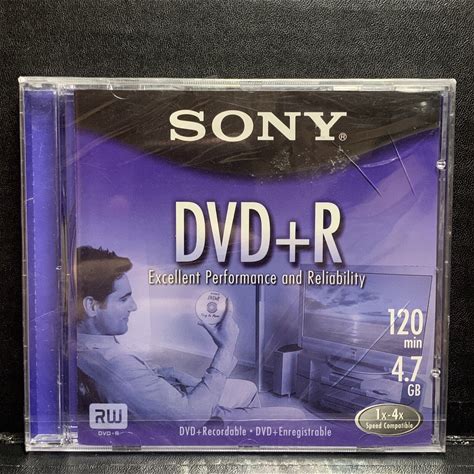 SONY®
DVD+R
Excellent Performance and Reliability
120
min
4.7
GB
1x-4x
Speed Compatible
RW
DVD+R
DVD+Recordable • DVD+Enregistrable